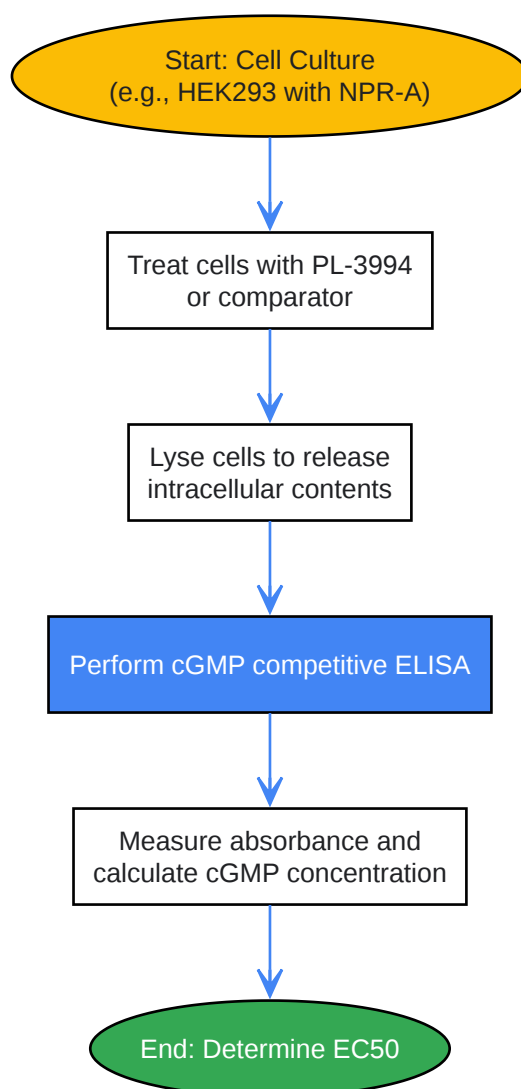 Start: Cell Culture
(e.g., HEK293 with NPR-A)
Treat cells with PL-3994
or comparator
Lyse cells to release
intracellular contents
Perform cGMP competitive ELISA
Measure absorbance and
calculate cGMP concentration
End: Determine EC50